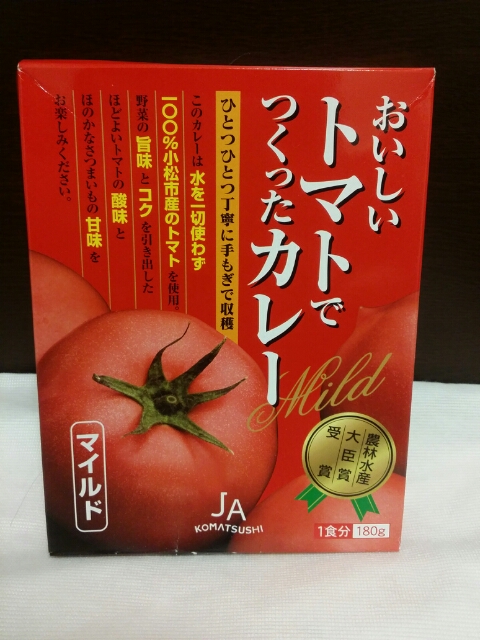 おいしい
トマトで
つくったカレー
Mild
ひとつひとつ丁寧に手もぎで収穫
このカレーは水を一切使わず
100%小松市産のトマトを使用。
野菜の旨味とコクを引き出した
ほどよいトマトの酸味と
ほのかなさつまいもの甘味を
お楽しみください。
マイルド
農林水産
大臣賞
受賞
JA
KOMATSUSHI
1食分 180g